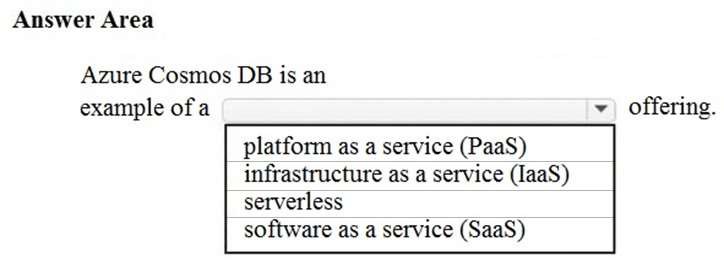 Answer Area
Azure Cosmos DB is an
example of a offering.
platform as a service (PaaS)
infrastructure as a service (IaaS)
serverless
software as a service (SaaS)